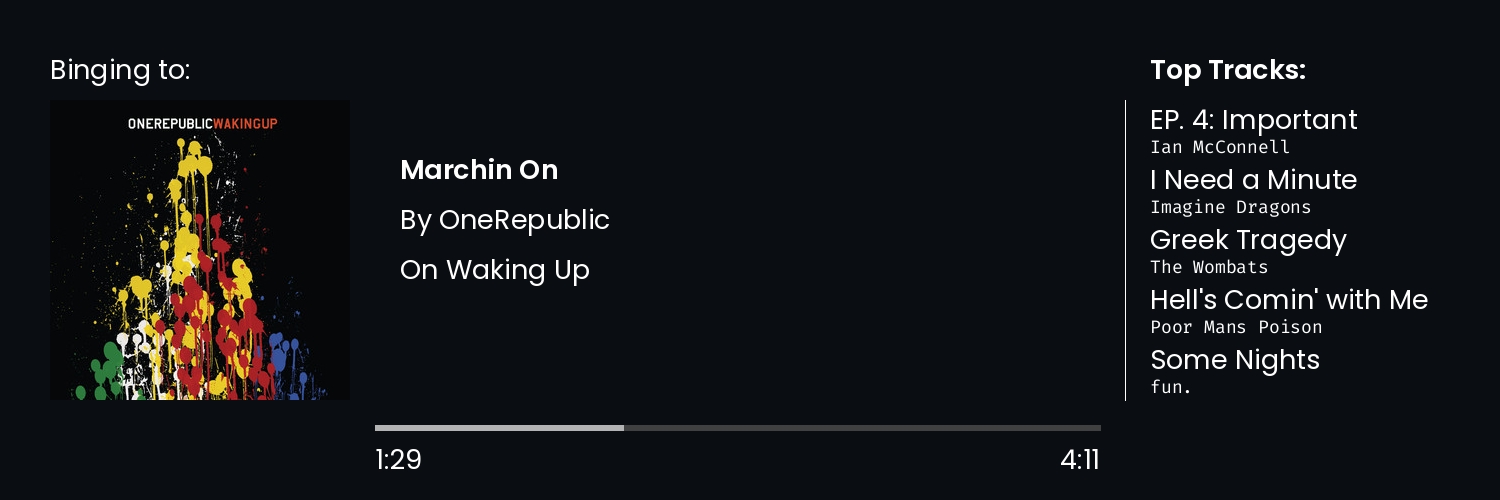 Binging to:
ONEREPUBLICWAKINGUP
Marchin On
By OneRepublic
On Waking Up
1:29
4:11
Top Tracks:
EP. 4: Important
Ian McConnell
I Need a Minute
Imagine Dragons
Greek Tragedy
The Wombats
Hell's Comin' with Me
Poor Mans Poison
Some Nights
fun.